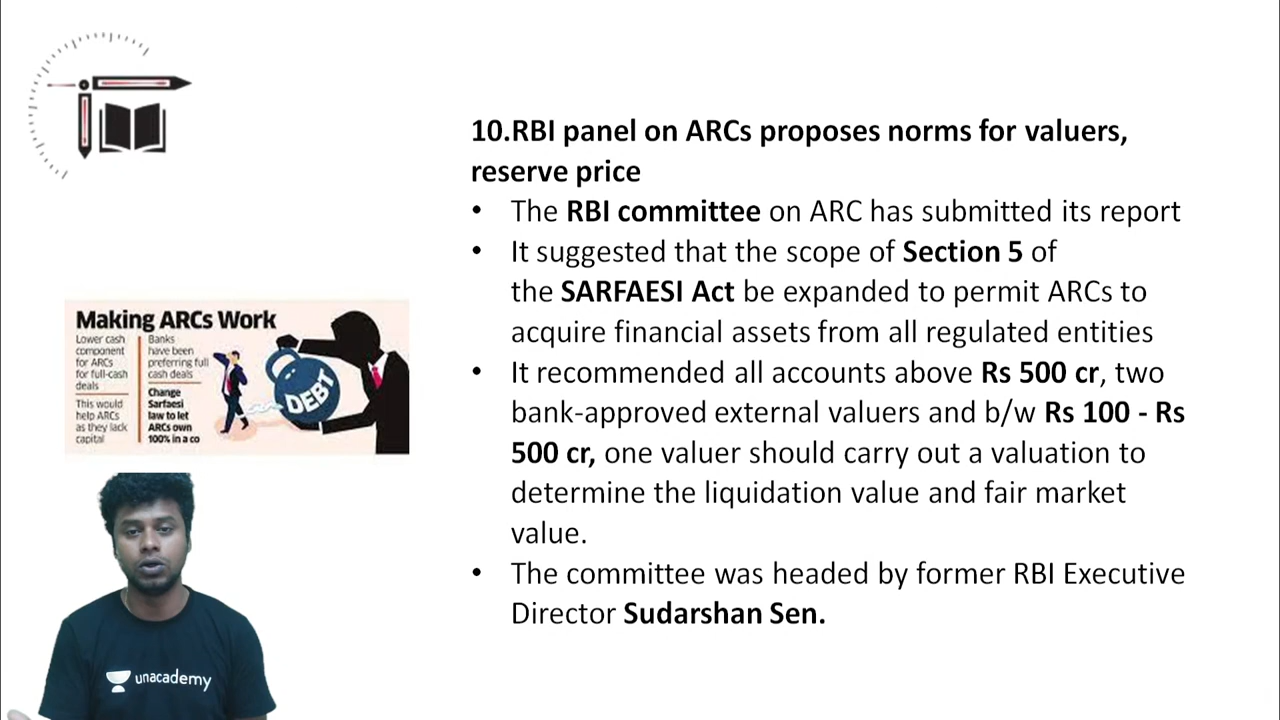 10.RBI panel on ARCs proposes norms for valuers,
reserve price
• The RBI committee on ARC has submitted its report
• It suggested that the scope of Section 5 of
the SARFAESI Act be expanded to permit ARCs to
acquire financial assets from all regulated entities
• It recommended all accounts above Rs 500 cr, two
bank-approved external valuers and b/w Rs 100 - Rs
500 cr, one valuer should carry out a valuation to
determine the liquidation value and fair market
value.
• The committee was headed by former RBI Executive
Director Sudarshan Sen.
Making ARCs Work
Lower cash
component
for ARCs
for full-cash
deals
This would
help ARCs
as they lack
capital
Banks
have been
preferring full
cash deals
Change
Sarfaesi
law to let
ARCs own
100% in a co
DEBT
unacademy